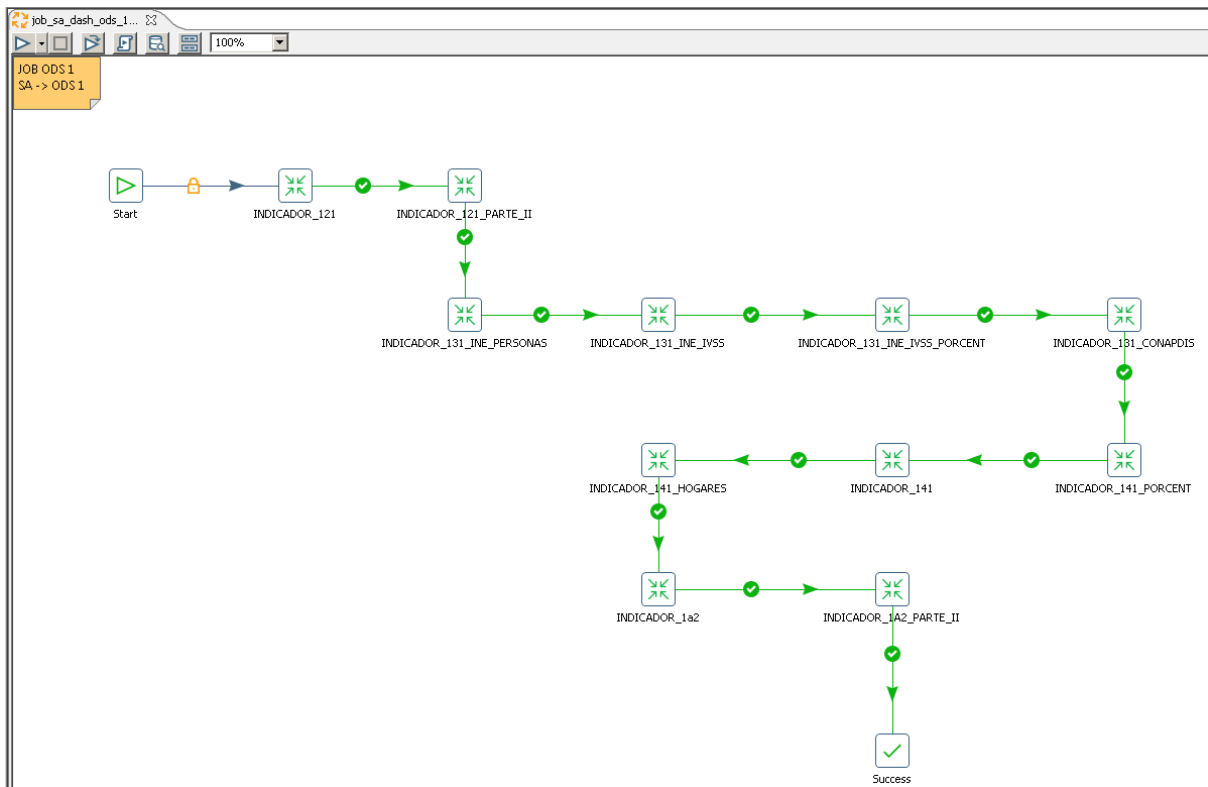 job_sa_dash_ods_1...
100%
JOB ODS 1
SA -> ODS 1
Start
INDICADOR_121
INDICADOR_121_PARTE_II
INDICADOR_131_INE_PERSONAS
INDICADOR_131_INE_IVSS
INDICADOR_131_INE_IVSS_PORCENT
INDICADOR_131_CONAPDIS
INDICADOR_141_HOGARES
INDICADOR_141
INDICADOR_141_PORCENT
INDICADOR_1a2
INDICADOR_1A2_PARTE_II
Success